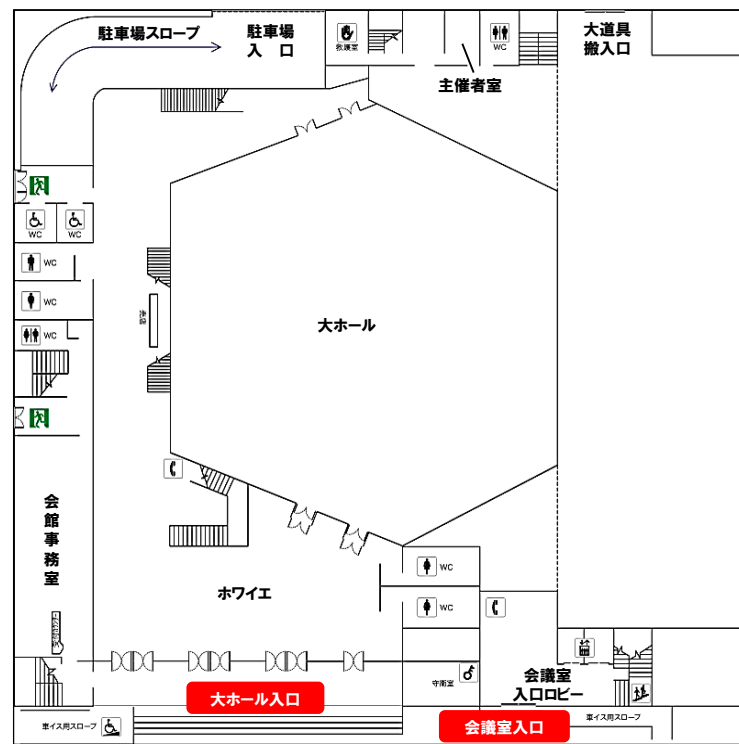 駐車場スロープ
駐車場
入口
救護室
WC
主催者室
大道具
搬入口
WC
WC
WC
WC
WC
売店
大ホール
会館事務室
ホワイエ
WC
WC
大ホール入口
守衛室
会議室
入口ロビー
車イス用スロープ
会議室入口
車イス用スロープ